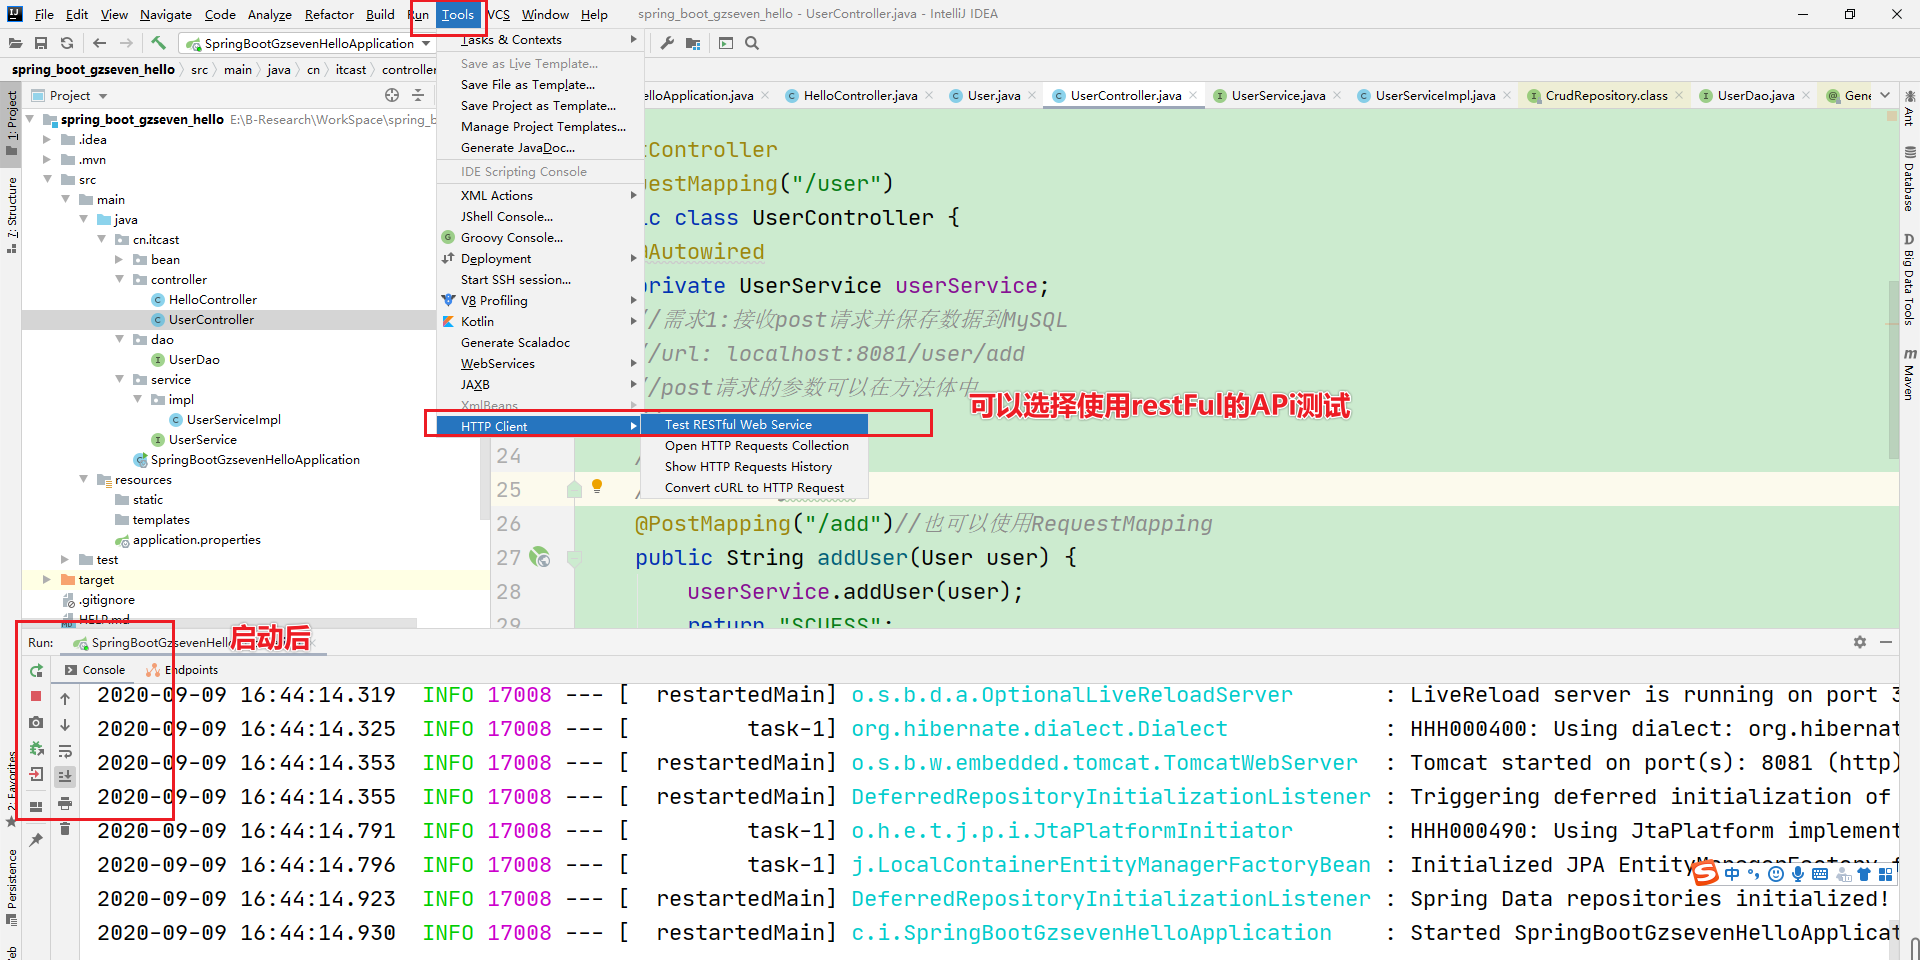 File Edit View Navigate Code Analyze Refactor Build Run Tools VCS Window Help spring_boot_gzseven_hello - UserController.java - IntelliJ IDEA
SpringBootGzsevenHelloApplication
spring_boot_gzseven_hello src main java cn itcast controller
Project
elloApplication.java HelloController.java User.java UserController.java UserService.java UserServiceImpl.java CrudRepository.class UserDao.java Gene
1: Project
7: Structure
2: Favorites
Persistence
eb
Ant
Database
D Big Data Tools
m Maven
spring_boot_gzseven_hello E:\B-Research\WorkSpace\spring_b
.idea
.mvn
src
main
java
cn.itcast
bean
controller
HelloController
UserController
dao
UserDao
service
impl
UserServiceImpl
UserService
SpringBootGzsevenHelloApplication
resources
static
templates
application.properties
test
target
.gitignore
HELP.md
Tasks & Contexts
Save as Live Template...
Save File as Template...
Save Project as Template...
Manage Project Templates...
Generate JavaDoc...
IDE Scripting Console
XML Actions
JShell Console...
Groovy Console...
Deployment
Start SSH session...
V8 Profiling
Kotlin
Generate Scaladoc
WebServices
JAXB
XmlBeans
HTTP Client
Test RESTful Web Service
Open HTTP Requests Collection
Show HTTP Requests History
Convert cURL to HTTP Request
tController
uestMapping("/user")
ic class UserController {
@Autowired
private UserService userService;
//需求1:接收post请求并保存数据到MySQL
//url: localhost:8081/user/add
//post请求的参数可以在方法体中
可以选择使用restFul的APi测试
24 /
25 /
26 @PostMapping("/add")//也可以使用RequestMapping
27 public String addUser(User user) {
28 userService.addUser(user);
29 return "SCUESS";
Run: SpringBootGzsevenHell
启动后
Console Endpoints
2020-09-09 16:44:14.319 INFO 17008 --- [ restartedMain] o.s.b.d.a.OptionalLiveReloadServer : LiveReload server is running on port 3
2020-09-09 16:44:14.325 INFO 17008 --- [ task-1] org.hibernate.dialect.Dialect : HHH000400: Using dialect: org.hibernat
2020-09-09 16:44:14.353 INFO 17008 --- [ restartedMain] o.s.b.w.embedded.tomcat.TomcatWebServer : Tomcat started on port(s): 8081 (http)
2020-09-09 16:44:14.355 INFO 17008 --- [ restartedMain] DeferredRepositoryInitializationListener : Triggering deferred initialization of
2020-09-09 16:44:14.791 INFO 17008 --- [ task-1] o.h.e.t.j.p.i.JtaPlatformInitiator : HHH000490: Using JtaPlatform implement
2020-09-09 16:44:14.796 INFO 17008 --- [ task-1] j.LocalContainerEntityManagerFactoryBean : Initialized JPA EntityManagerFactory f
中
2020-09-09 16:44:14.923 INFO 17008 --- [ restartedMain] DeferredRepositoryInitializationListener : Spring Data repositories initialized!
2020-09-09 16:44:14.930 INFO 17008 --- [ restartedMain] c.i.SpringBootGzsevenHelloApplication : Started SpringBootGzsevenHelloApplicat